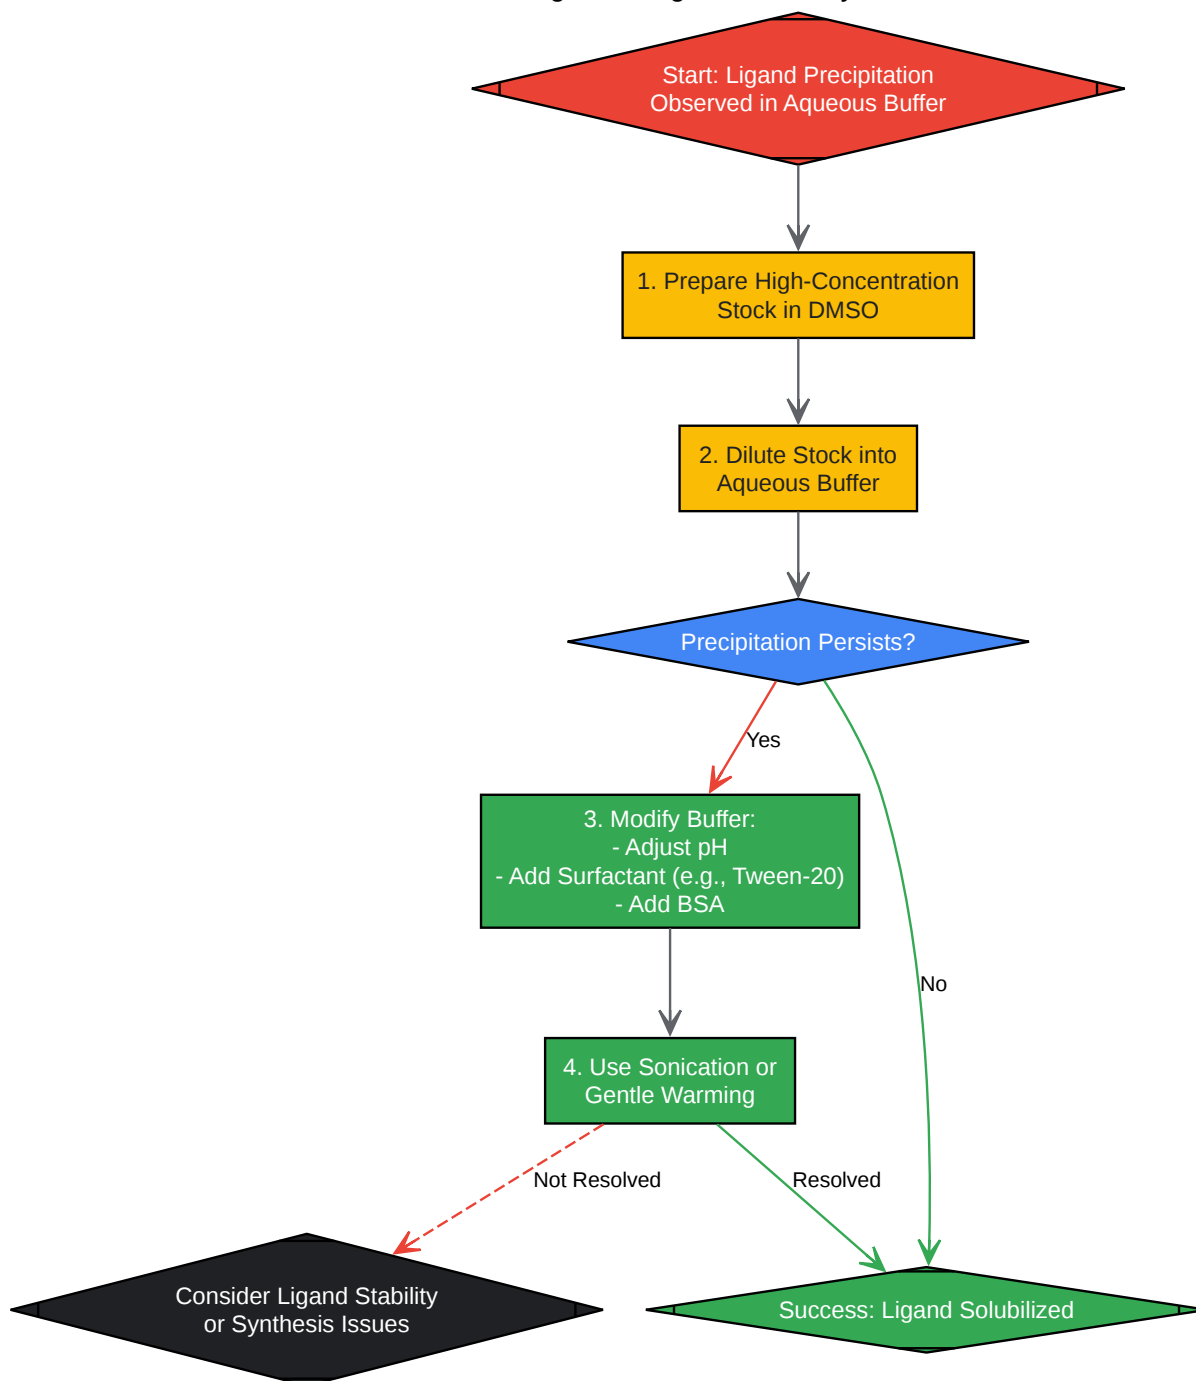 Start: Ligand Precipitation
Observed in Aqueous Buffer
1. Prepare High-Concentration
Stock in DMSO
2. Dilute Stock into
Aqueous Buffer
Precipitation Persists?
Yes
3. Modify Buffer:
- Adjust pH
- Add Surfactant (e.g., Tween-20)
- Add BSA
No
4. Use Sonication or
Gentle Warming
Not Resolved
Resolved
Consider Ligand Stability
or Synthesis Issues
Success: Ligand Solubilized